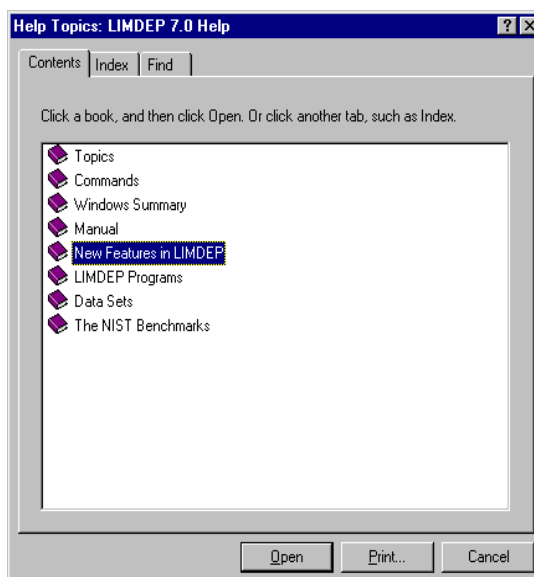 Help Topics: LIMDEP 7.0 Help
Contents Index Find
Click a book, and then click Open. Or click another tab, such as Index.
Topics
Commands
Windows Summary
Manual
New Features in LIMDEP
LIMDEP Programs
Data Sets
The NIST Benchmarks
Open Print... Cancel